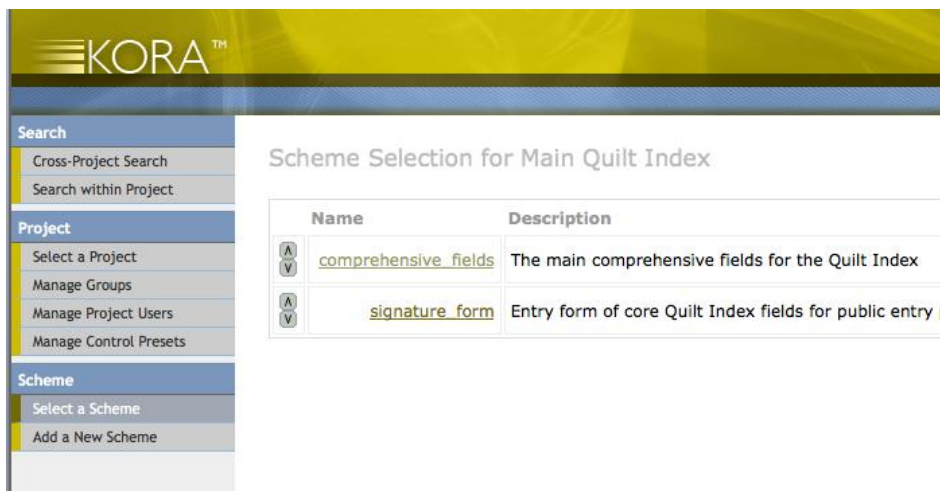 KORA™
Search
Cross-Project Search
Search within Project
Project
Select a Project
Manage Groups
Manage Project Users
Manage Control Presets
Scheme
Select a Scheme
Add a New Scheme
Scheme Selection for Main Quilt Index
Name Description
comprehensive_fields The main comprehensive fields for the Quilt Index
signature_form Entry form of core Quilt Index fields for public entry